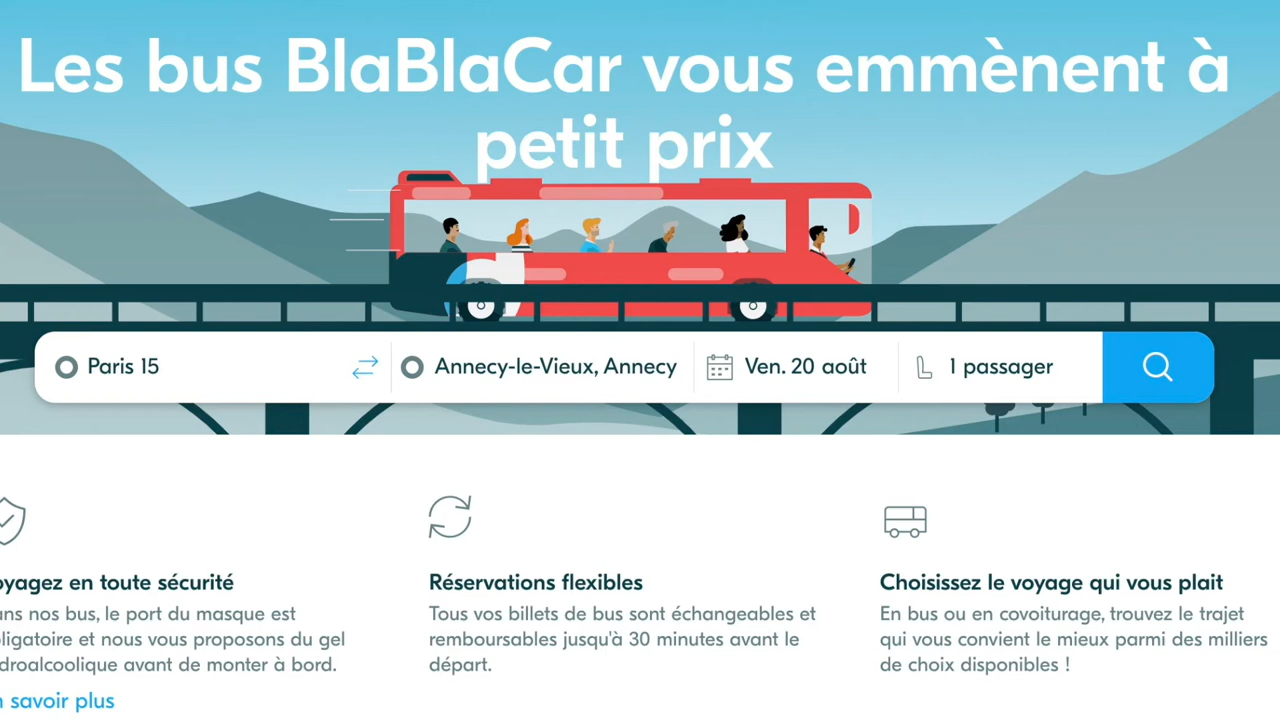 Les bus BlaBlaCar vous emmènent à
petit prix
Paris 15
Annecy-le-Vieux, Annecy
Ven. 20 août
1 passager
oyagez en toute sécurité
ans nos bus, le port du masque est
ligatoire et nous vous proposons du gel
droalcoolique avant de monter à bord.
n savoir plus
Réservations flexibles
Tous vos billets de bus sont échangeables et
remboursables jusqu'à 30 minutes avant le
départ.
Choisissez le voyage qui vous plait
En bus ou en covoiturage, trouvez le trajet
qui vous convient le mieux parmi des milliers
de choix disponibles !